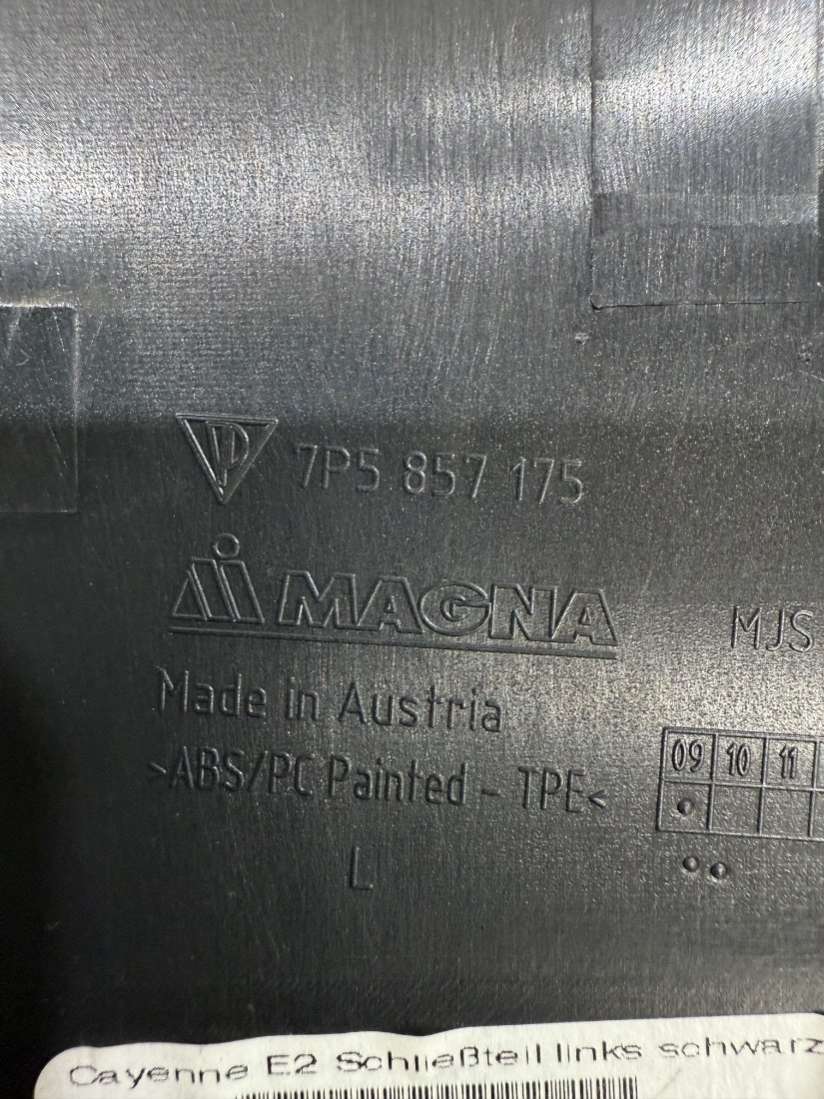 P 7P5 857 175
MAGNA
MJS
Made in Austria
>ABS/PC Painted - TPE<
09 10 11
L
Cayenne E2 Schließteil links schwarz